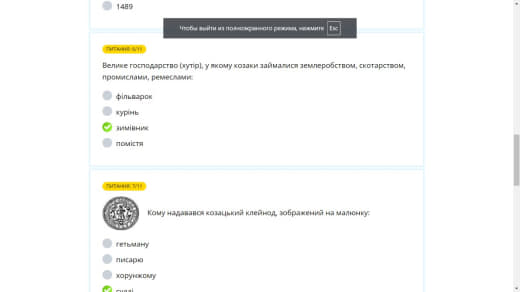 1489
Чтобы выйти из полноэкранного режима, нажмите Esc
ПИТАННЯ 6/11
Велике господарство (хутір), у якому козаки займалися землеробством, скотарством,
промислами, ремеслами:
фільварок
курінь
зимівник
помістя
ПИТАННЯ 7/11
Кому надавався козацький клейнод, зображений на малюнку:
гетьману
писарю
хорунжому
судді